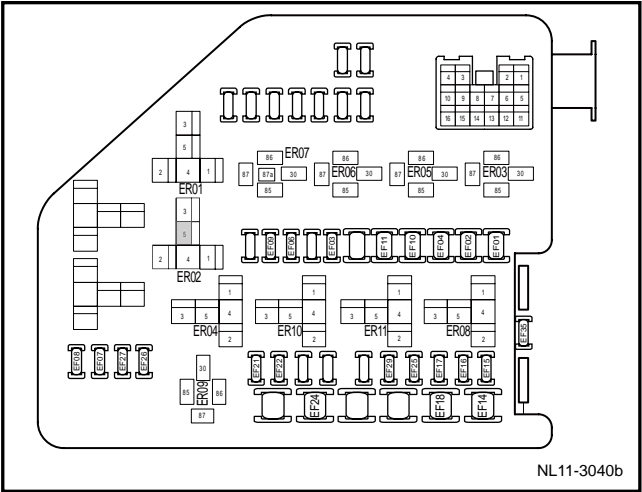 4 3 2 1
10 9 8 7 6 5
16 15 14 13 12 11
3
5
2 4 1
ER01
86
ER07
87 87a 30
85
86
87 ER06 30
85
86
87 ER05 30
85
86
87 ER03 30
85
3
5
2 4 1
ER02
EF09 EF06 EF03 EF11 EF10 EF04 EF02 EF01
1
3 5 4
ER04 2
1
3 5 4
ER10 2
1
3 5 4
ER11 2
1
3 5 4
ER08 2
EF35
EF08 EF07 EF27 EF26
30
85 ER09 86
87
EF21 EF22 EF29 EF25 EF17 EF16 EF15
EF24 EF18 EF14
NL11-3040b